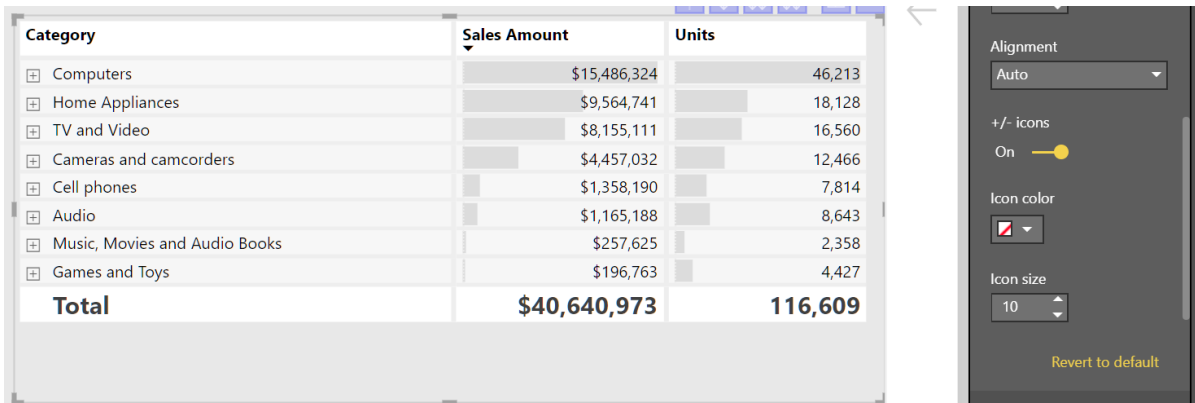 Category Sales Amount Units
Computers $15,486,324 46,213
Home Appliances $9,564,741 18,128
TV and Video $8,155,111 16,560
Cameras and camcorders $4,457,032 12,466
Cell phones $1,358,190 7,814
Audio $1,165,188 8,643
Music, Movies and Audio Books $257,625 2,358
Games and Toys $196,763 4,427
Total $40,640,973 116,609
Alignment
Auto
+/- icons
On
Icon color
Icon size
10
Revert to default